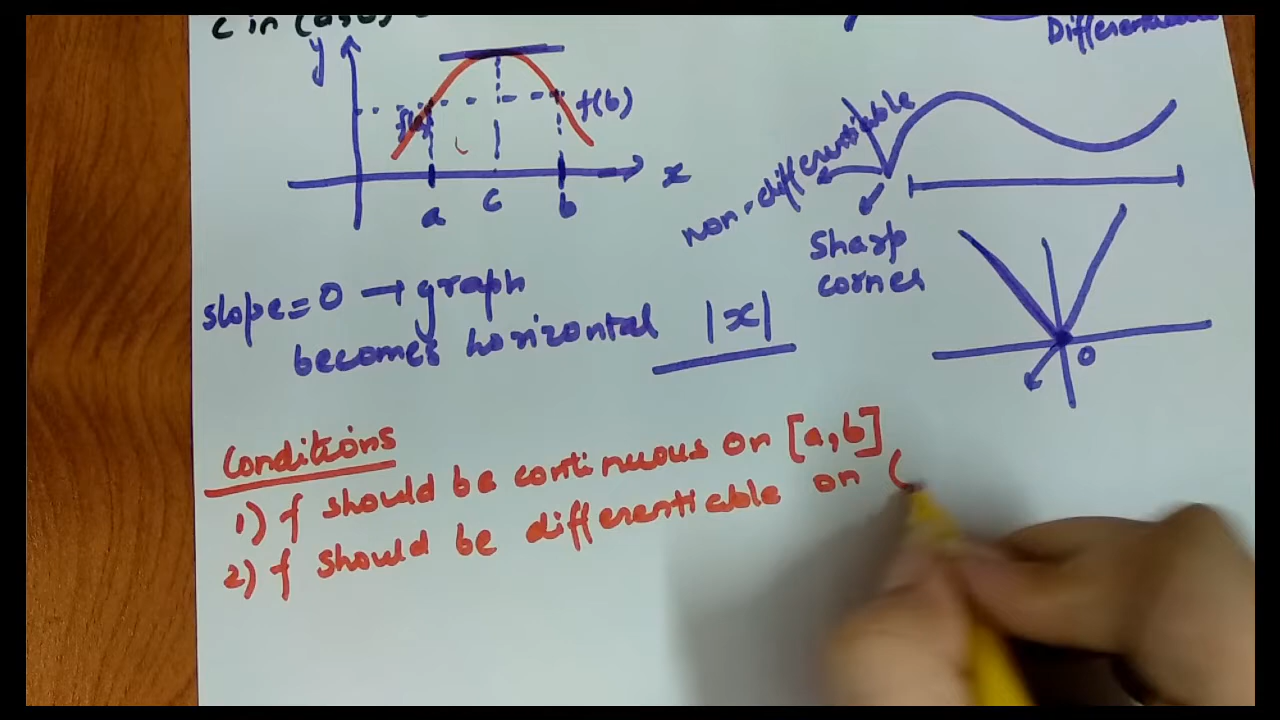 c in (a,b)
y
f(b)
x
a c b
slope=0 → graph
becomes horizontal
|x|
Differentiable
non-differentiable
Sharp
corner
0
Conditions
1) f should be continuous on [a,b]
2) f should be differentiable on (